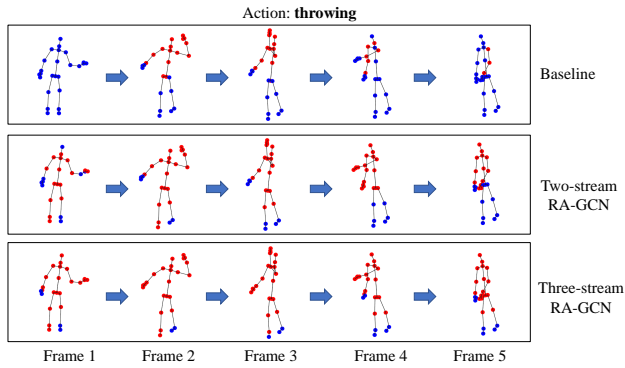 Action: throwing
Baseline
Two-stream
RA-GCN
Three-stream
RA-GCN
Frame 1
Frame 2
Frame 3
Frame 4
Frame 5